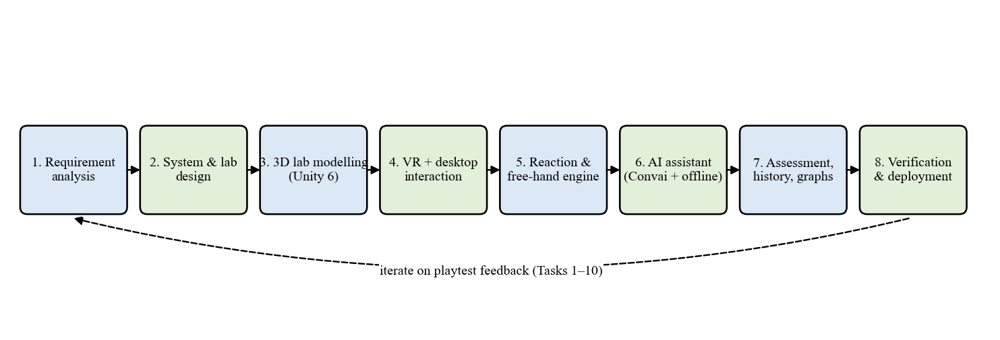 1. Requirement
analysis
2. System & lab
design
3. 3D lab modelling
(Unity 6)
4. VR + desktop
interaction
5. Reaction &
free-hand engine
6. AI assistant
(Convai + offline)
7. Assessment,
history, graphs
8. Verification
& deployment
iterate on playtest feedback (Tasks 1–10)